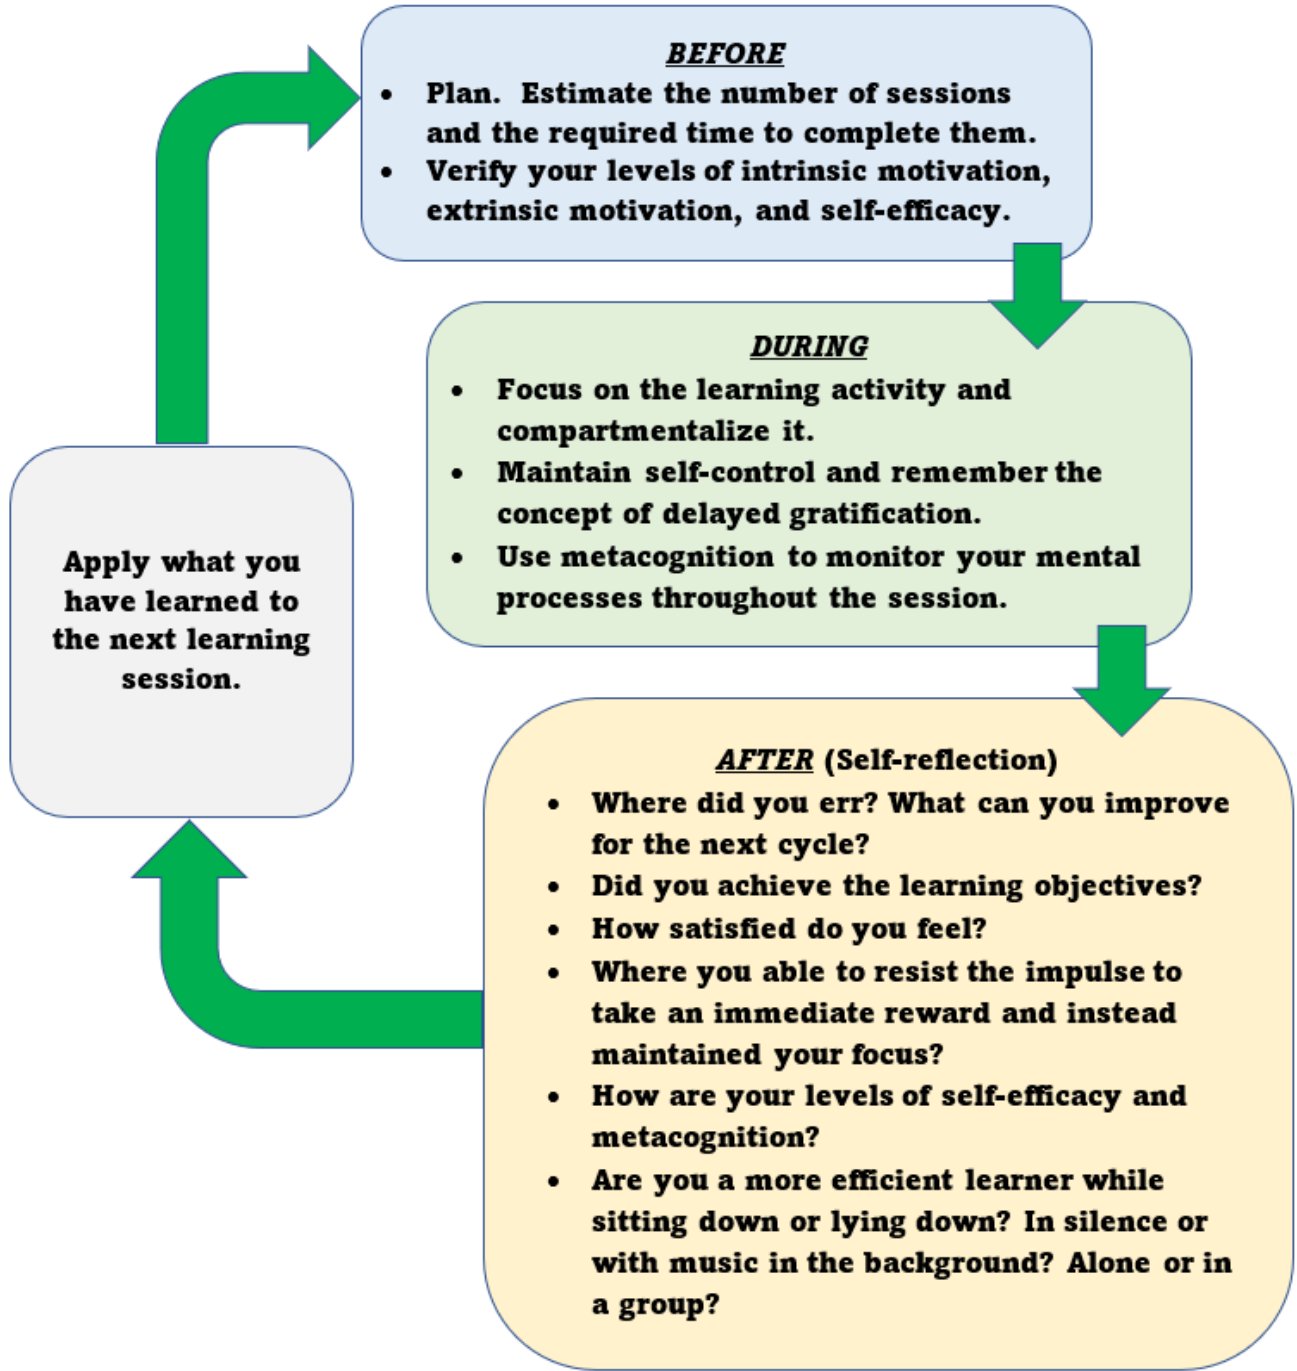 BEFORE
• Plan. Estimate the number of sessions
and the required time to complete them.
• Verify your levels of intrinsic motivation,
extrinsic motivation, and self-efficacy.
DURING
• Focus on the learning activity and
compartmentalize it.
• Maintain self-control and remember the
concept of delayed gratification.
• Use metacognition to monitor your mental
processes throughout the session.
AFTER (Self-reflection)
• Where did you err? What can you improve
for the next cycle?
• Did you achieve the learning objectives?
• How satisfied do you feel?
• Where you able to resist the impulse to
take an immediate reward and instead
maintained your focus?
• How are your levels of self-efficacy and
metacognition?
• Are you a more efficient learner while
sitting down or lying down? In silence or
with music in the background? Alone or in
a group?
Apply what you
have learned to
the next learning
session.